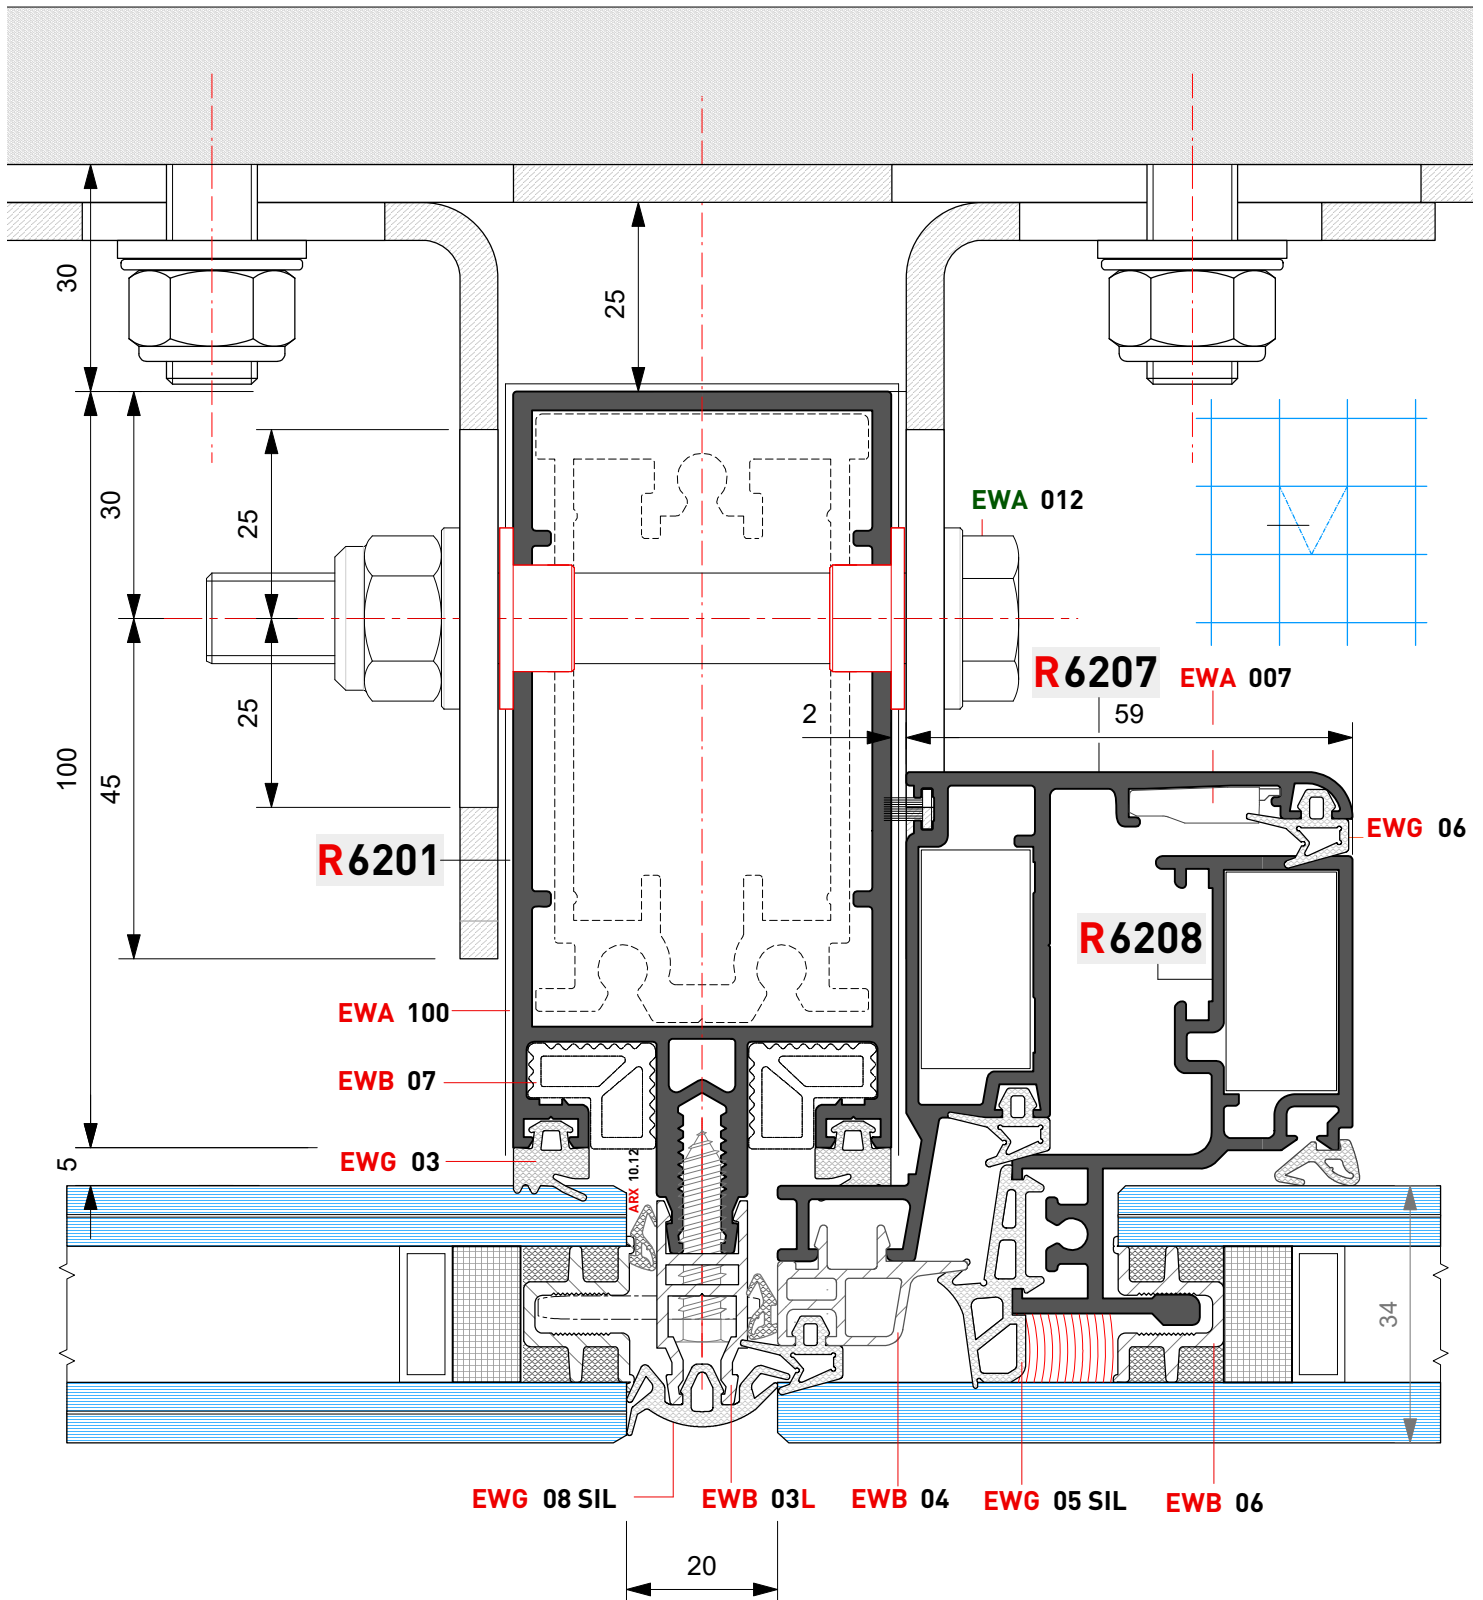 30
25
30
25
EWA 012
25
R6207
EWA 007
2
59
100
45
EWG 06
R6201
R6208
EWA 100
EWB 07
EWG 03
5
ARX 10.12
34
EWG 08 SIL
EWB 03L
EWB 04
EWG 05 SIL
EWB 06
20